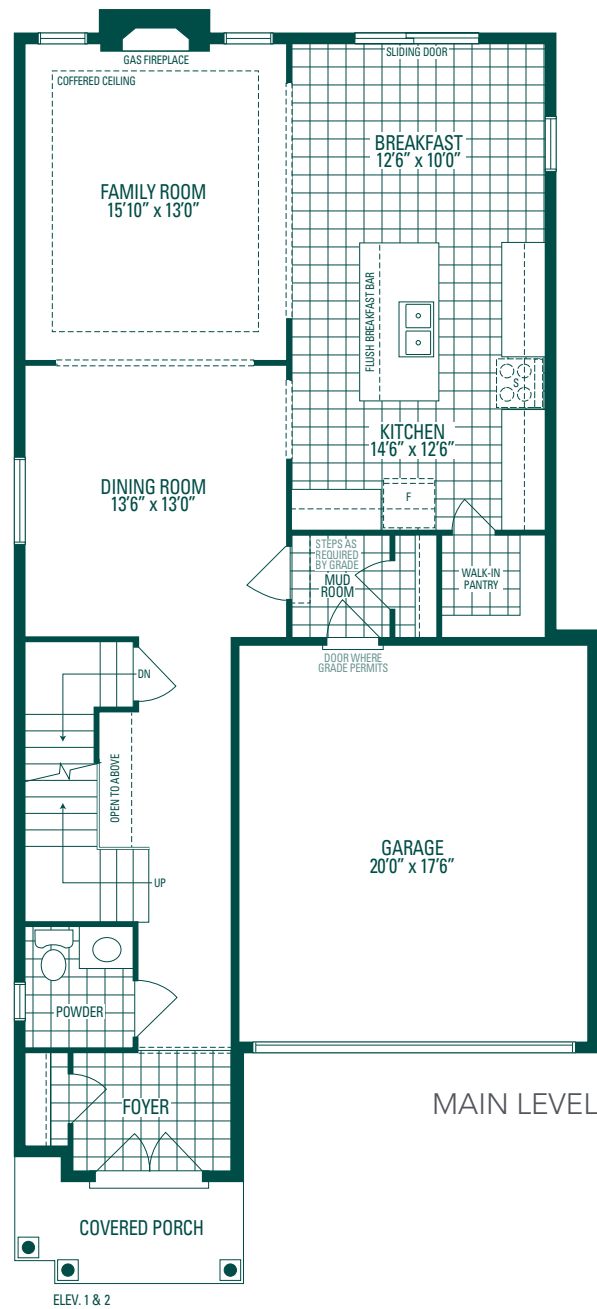 GAS FIREPLACE
SLIDING DOOR
COFFERED CEILING
BREAKFAST
12'6" x 10'0"
FAMILY ROOM
15'10" x 13'0"
FLUSH BREAKFAST BAR
S
KITCHEN
14'6" x 12'6"
DINING ROOM
13'6" x 13'0"
F
STEPS AS
REQUIRED
BY GRADE
MUD
ROOM
WALK-IN
PANTRY
DOOR WHERE
GRADE PERMITS
DN
OPEN TO ABOVE
UP
GARAGE
20'0" x 17'6"
POWDER
FOYER
MAIN LEVEL
COVERED PORCH
ELEV. 1 & 2